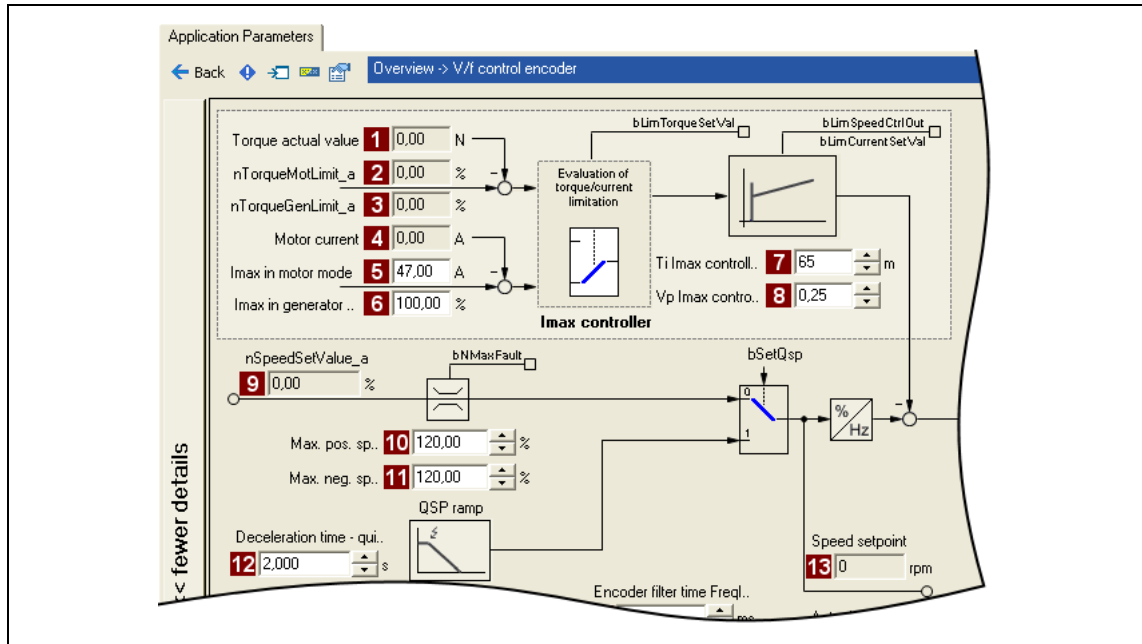 Application Parameters
Back
Overview -> V/f control encoder
bLimTorqueSetVal
bLimSpeedCtrlOut
bLimCurrentSetVal
Torque actual value 1 0,00 N
nTorqueMotLimit_a 2 0,00 %
nTorqueGenLimit_a 3 0,00 %
Motor current 4 0,00 A
Imax in motor mode 5 47,00 A
Imax in generator .. 6 100,00 %
Evaluation of
torque/current
limitation
Imax controller
Ti Imax controll.. 7 65 m
Vp Imax contro.. 8 0,25
nSpeedSetValue_a
9 0,00 %
bNMaxFault
bSetQsp
0
1
%
Hz
Max. pos. sp.. 10 120,00 %
Max. neg. sp.. 11 120,00 %
QSP ramp
Deceleration time - qui..
12 2,000 s
Speed setpoint
13 0 rpm
Encoder filter time Freql..
<< fewer details